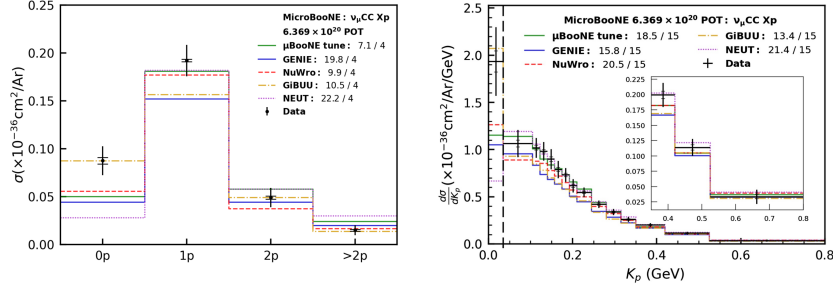 MicroBooNE: νμCC Xp
6.369 × 10²⁰ POT
μBooNE tune: 7.1 / 4
GENIE: 19.8 / 4
NuWro: 9.9 / 4
GiBUU: 10.5 / 4
NEUT: 22.2 / 4
Data
σ(×10⁻³⁶cm²/Ar)
0.25
0.20
0.15
0.10
0.05
0.00
0p
1p
2p
>2p
MicroBooNE 6.369 × 10²⁰ POT: νμCC Xp
μBooNE tune: 18.5 / 15
GENIE: 15.8 / 15
NuWro: 20.5 / 15
GiBUU: 13.4 / 15
NEUT: 21.4 / 15
Data
dσ/dKp (×10⁻³⁶cm²/Ar/GeV)
2.5
2.0
1.5
1.0
0.5
0.0
0.200
0.175
0.150
0.125
0.100
0.075
0.050
0.025
0.4
0.5
0.6
0.7
0.8
0.0
0.1
0.2
0.3
0.4
0.5
0.6
0.7
0.8
Kp (GeV)